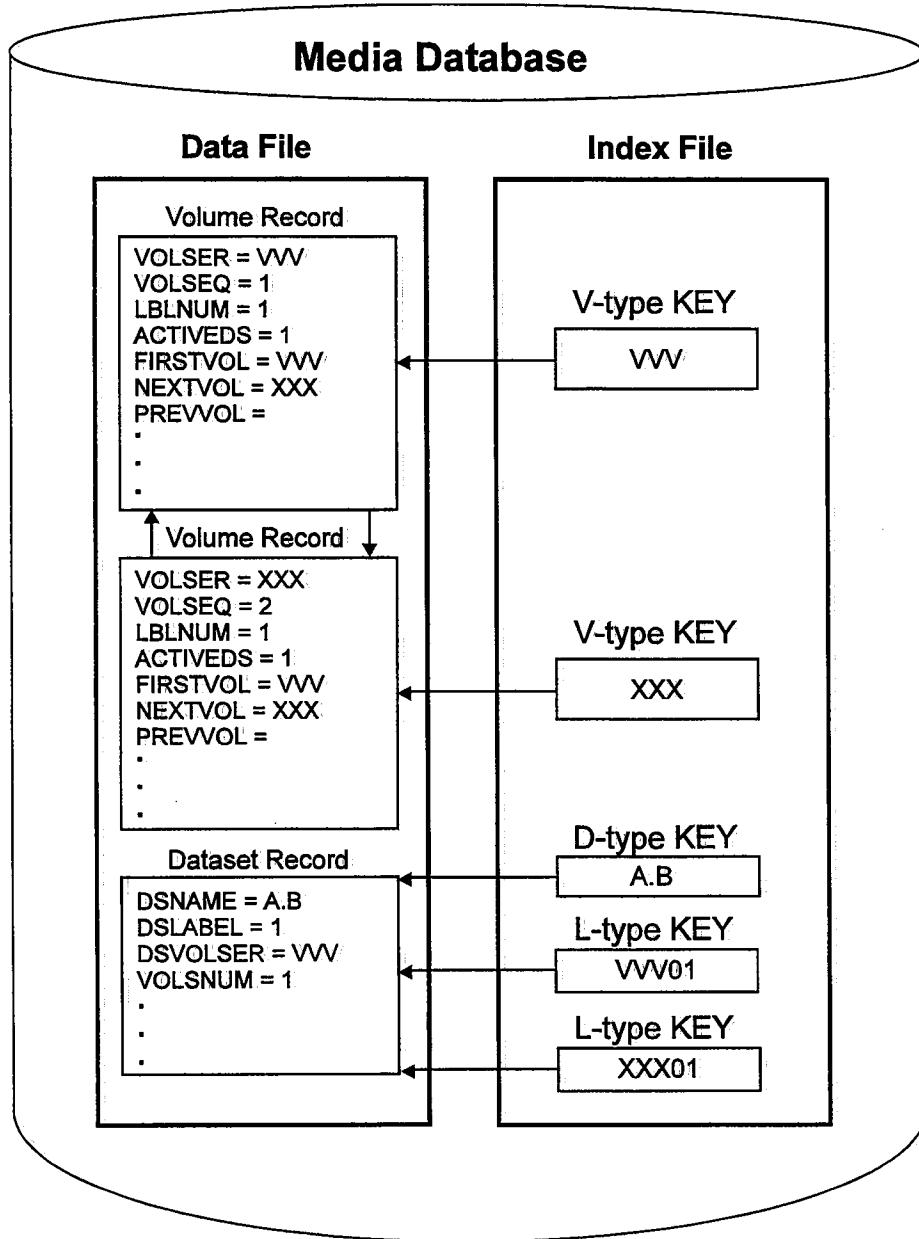 Media Database
Data File
Index File
Volume Record
VOLSER = VVV
VOLSEQ = 1
LBLNUM = 1
ACTIVEDS = 1
FIRSTVOL = VVV
NEXTVOL = XXX
PREVVOL =
.
.
.
V-type KEY
VVV
Volume Record
VOLSER = XXX
VOLSEQ = 2
LBLNUM = 1
ACTIVEDS = 1
FIRSTVOL = VVV
NEXTVOL = XXX
PREVVOL =
.
.
.
V-type KEY
XXX
Dataset Record
DSNAME = A.B
DSLABEL = 1
DSVOLSER = VVV
VOLSNUM = 1
.
.
.
D-type KEY
A.B
L-type KEY
VVV01
L-type KEY
XXX01